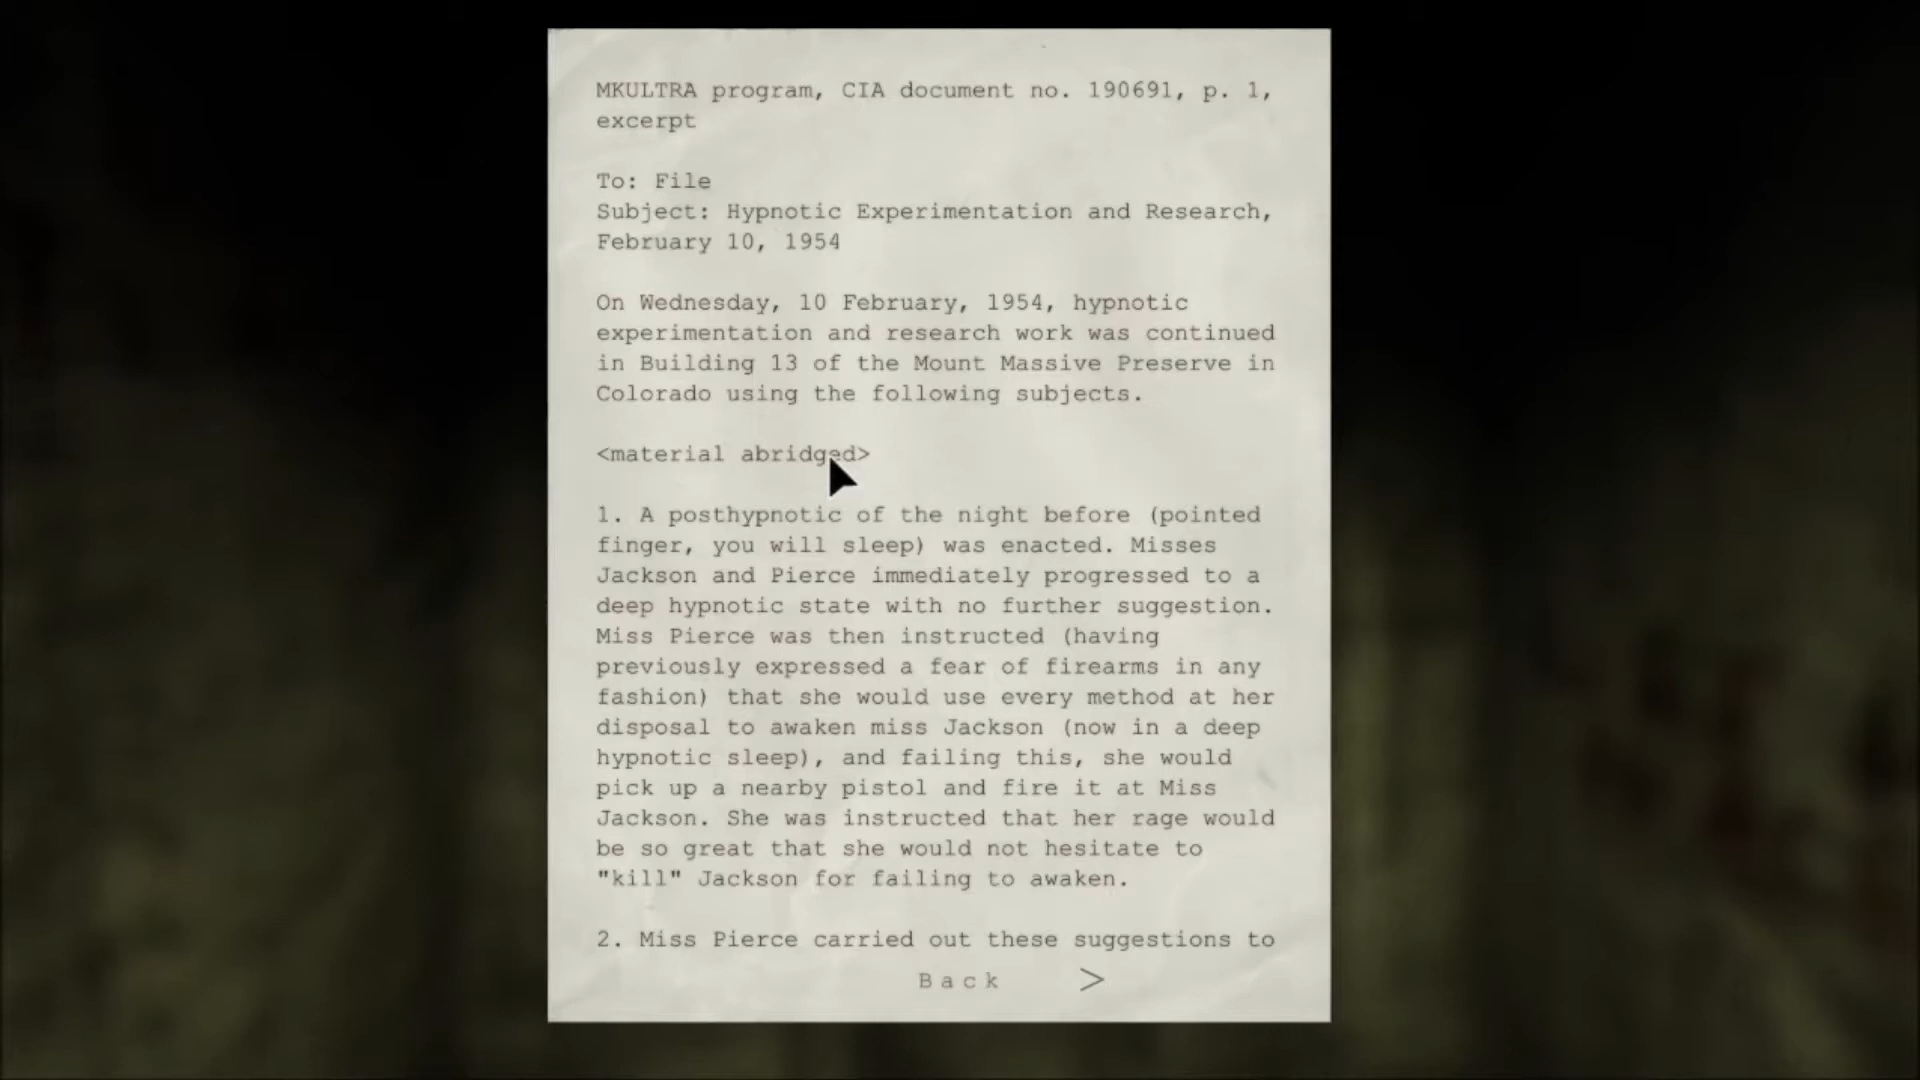 MKULTRA program, CIA document no. 190691, p. 1,
excerpt
To: File
Subject: Hypnotic Experimentation and Research,
February 10, 1954
On Wednesday, 10 February, 1954, hypnotic
experimentation and research work was continued
in Building 13 of the Mount Massive Preserve in
Colorado using the following subjects.
<material abridged>
1. A posthypnotic of the night before (pointed
finger, you will sleep) was enacted. Misses
Jackson and Pierce immediately progressed to a
deep hypnotic state with no further suggestion.
Miss Pierce was then instructed (having
previously expressed a fear of firearms in any
fashion) that she would use every method at her
disposal to awaken miss Jackson (now in a deep
hypnotic sleep), and failing this, she would
pick up a nearby pistol and fire it at Miss
Jackson. She was instructed that her rage would
be so great that she would not hesitate to
"kill" Jackson for failing to awaken.
2. Miss Pierce carried out these suggestions to
Back >